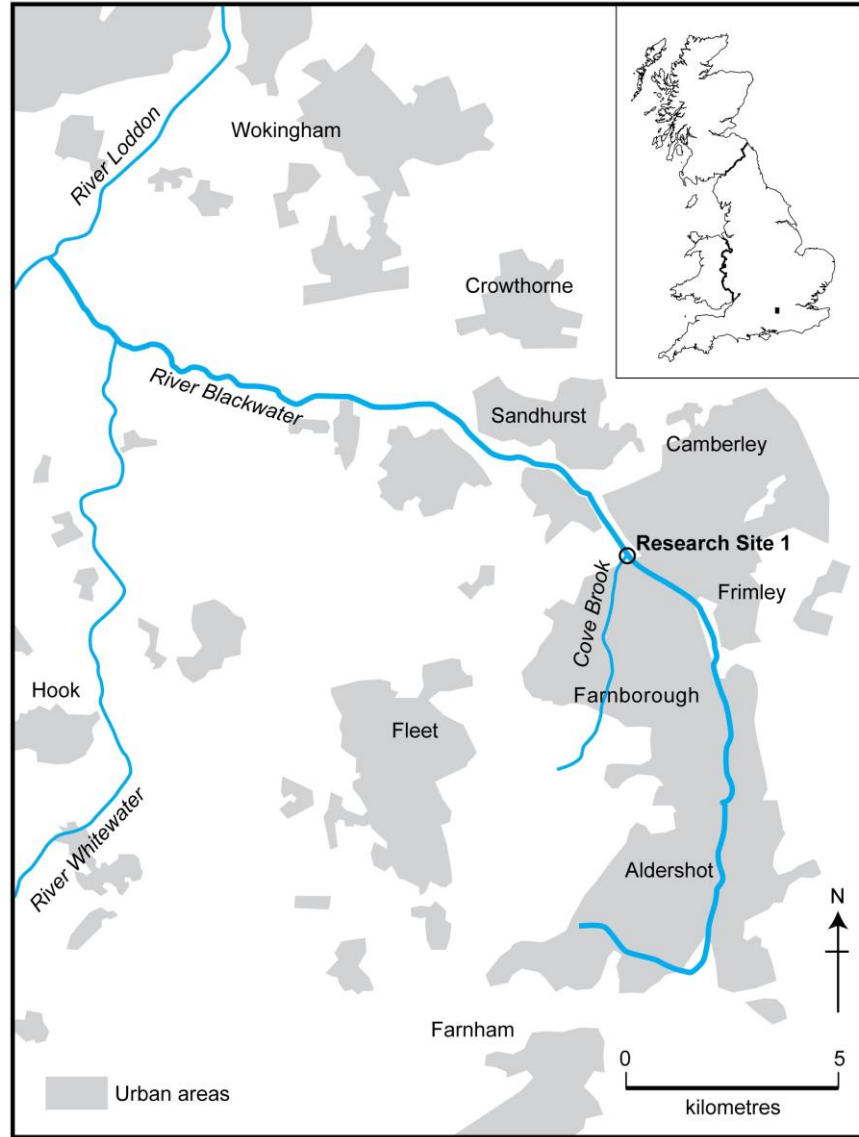 Wokingham
River Loddon
Crowthorne
River Blackwater
Sandhurst
Camberley
Research Site 1
Cove Brook
Frimley
Hook
Farnborough
Fleet
River Whitewater
Aldershot
N
Farnham
0 5
kilometres
Urban areas